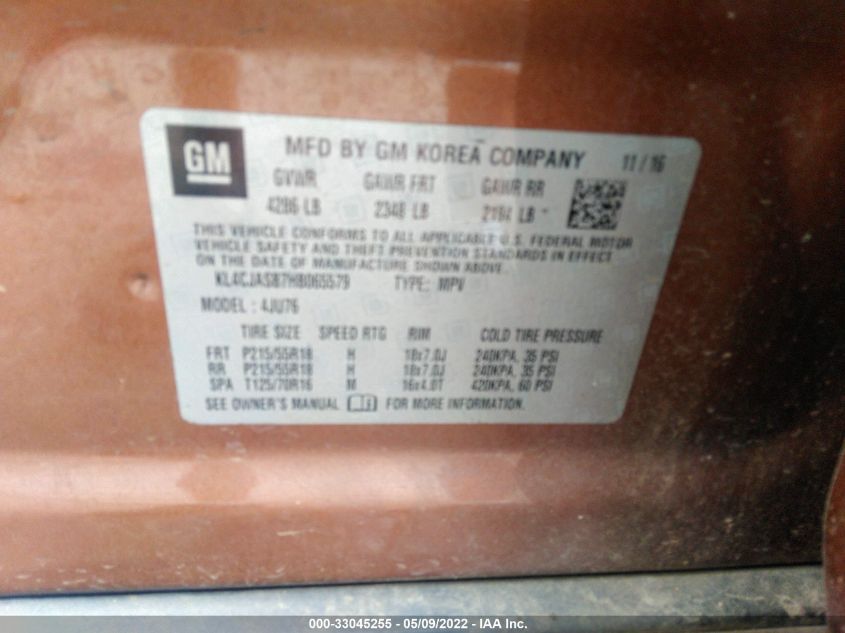 GM MFD BY GM KOREA COMPANY 11/16
GVWR GAWR FRT GAWR RR
4286 LB 2348 LB LB
THIS VEHICLE CONFORMS TO ALL APPLICABLE U.S. FEDERAL MOTOR
VEHICLE SAFETY AND THEFT PREVENTION STANDARDS IN EFFECT
ON THE DATE OF MANUFACTURE SHOWN ABOVE.
KL4CJASB7HB065579 TYPE: MPV
MODEL: 4JU76
TIRE SIZE SPEED RTG RIM COLD TIRE PRESSURE
FRT P215/55R18 H 18x7.0J 240KPA, 35 PSI
RR P215/55R18 H 18x7.0J 240KPA, 35 PSI
SPA T125/70R16 M 16x4.0T 420KPA, 60 PSI
SEE OWNER'S MANUAL FOR MORE INFORMATION.
000-33045255 - 05/09/2022 - IAA Inc.